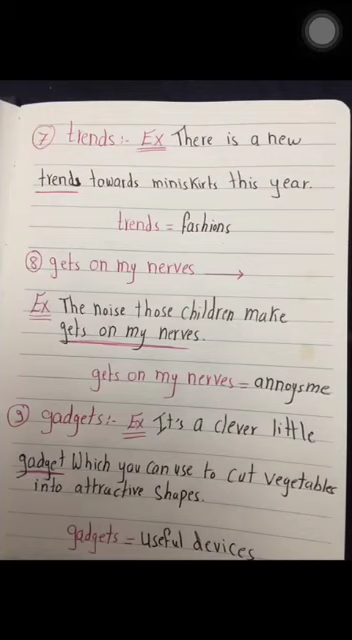 ⑦ trends:- Ex There is a new
trends towards miniskirts this year.
trends = fashions
⑧ gets on my nerves →
Ex The noise those children make
gets on my nerves.
gets on my nerves = annoysme
⑨ gadgets:- Ex It's a clever little
gadget Which you can use to cut vegetables
into attractive shapes.
gadgets = useful devices